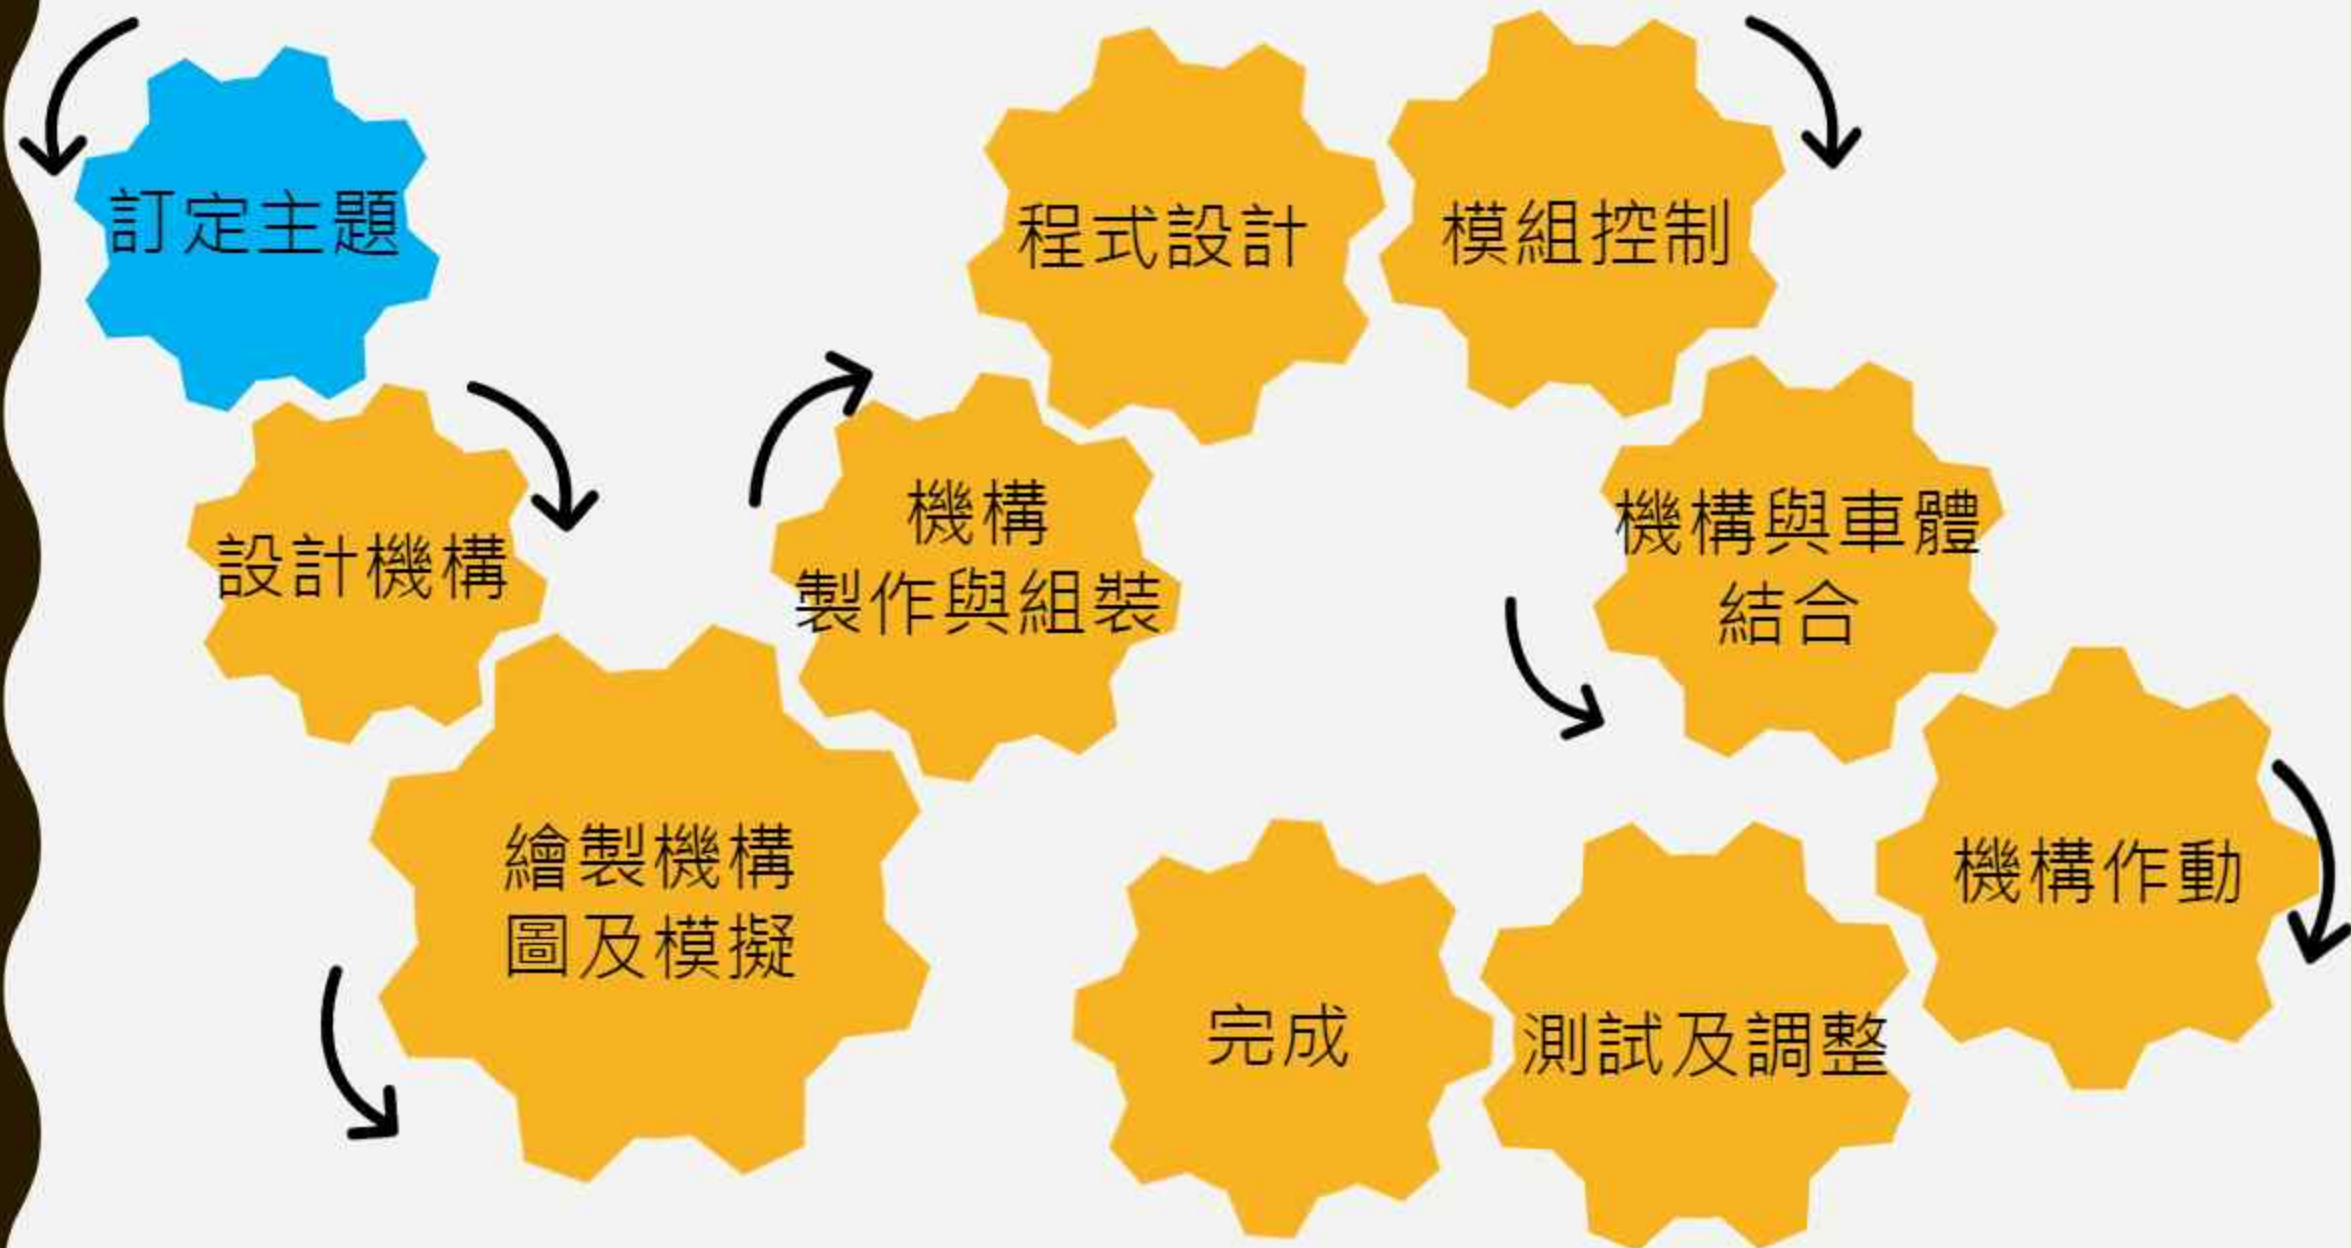 訂定主題
設計機構
繪製機構
圖及模擬
機構
製作與組裝
程式設計
模組控制
機構與車體
結合
機構作動
測試及調整
完成